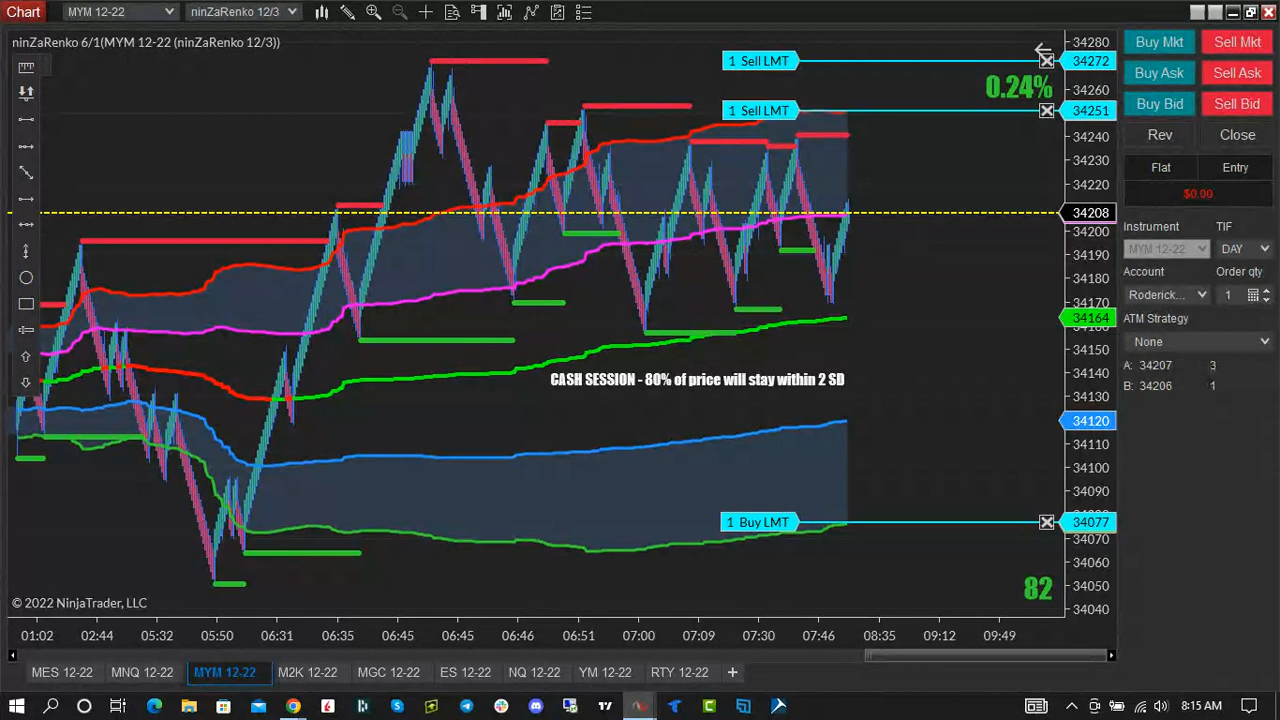 Chart MYM 12-22 ninZaRenko 12/3
ninZaRenko 6/1(MYM 12-22 (ninZaRenko 12/3))
1 Sell LMT
0.24%
1 Sell LMT
CASH SESSION - 80% of price will stay within 2 SD
1 Buy LMT
82
© 2022 NinjaTrader, LLC
34280
34272
34260
34251
34240
34230
34220
34208
34200
34190
34180
34170
34164
34150
34140
34130
34120
34110
34100
34090
34077
34070
34060
34050
34040
Buy Mkt Sell Mkt
Buy Ask Sell Ask
Buy Bid Sell Bid
Rev Close
Flat Entry
$0.00
Instrument TIF
MYM 12-22 DAY
Account Order qty
Roderick... 1
ATM Strategy
None
A: 34207 3
B: 34206 1
01:02 02:44 05:32 05:50 06:31 06:35 06:45 06:45 06:46 06:51 07:00 07:09 07:30 07:46 08:35 09:12 09:49
MES 12-22 MNQ 12-22 MYM 12-22 M2K 12-22 MGC 12-22 ES 12-22 NQ 12-22 YM 12-22 RTY 12-22 +
8:15 AM